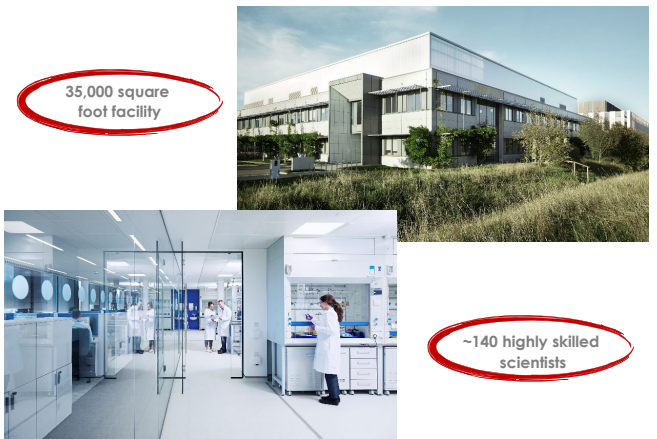 35,000 square
foot facility
~140 highly skilled
scientists